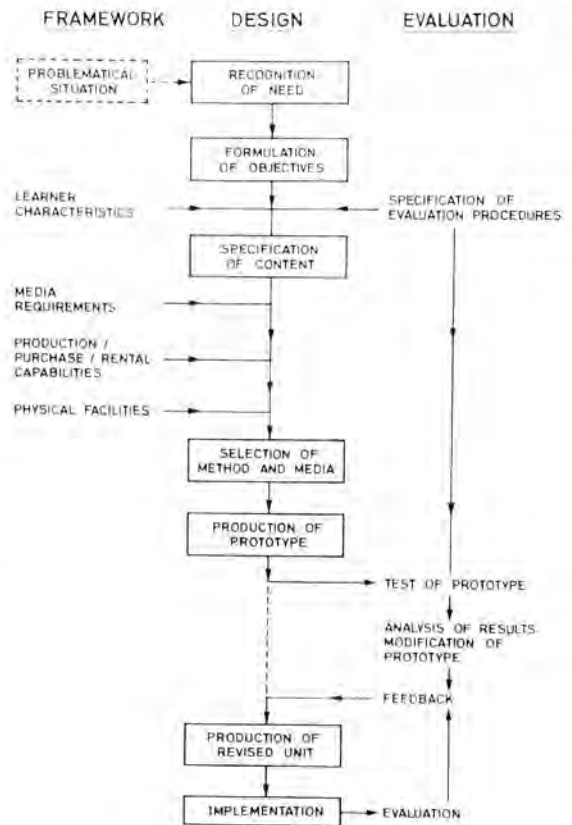 FRAMEWORK DESIGN EVALUATION
PROBLEMATICAL
SITUATION
RECOGNITION
OF NEED
FORMULATION
OF OBJECTIVES
LEARNER
CHARACTERISTICS
SPECIFICATION OF
EVALUATION PROCEDURES
SPECIFICATION
OF CONTENT
MEDIA
REQUIREMENTS
PRODUCTION /
PURCHASE / RENTAL
CAPABILITIES
PHYSICAL FACILITIES
SELECTION OF
METHOD AND MEDIA
PRODUCTION OF
PROTOTYPE
TEST OF PROTOTYPE
ANALYSIS OF RESULTS
MODIFICATION OF
PROTOTYPE
FEEDBACK
PRODUCTION OF
REVISED UNIT
IMPLEMENTATION
EVALUATION